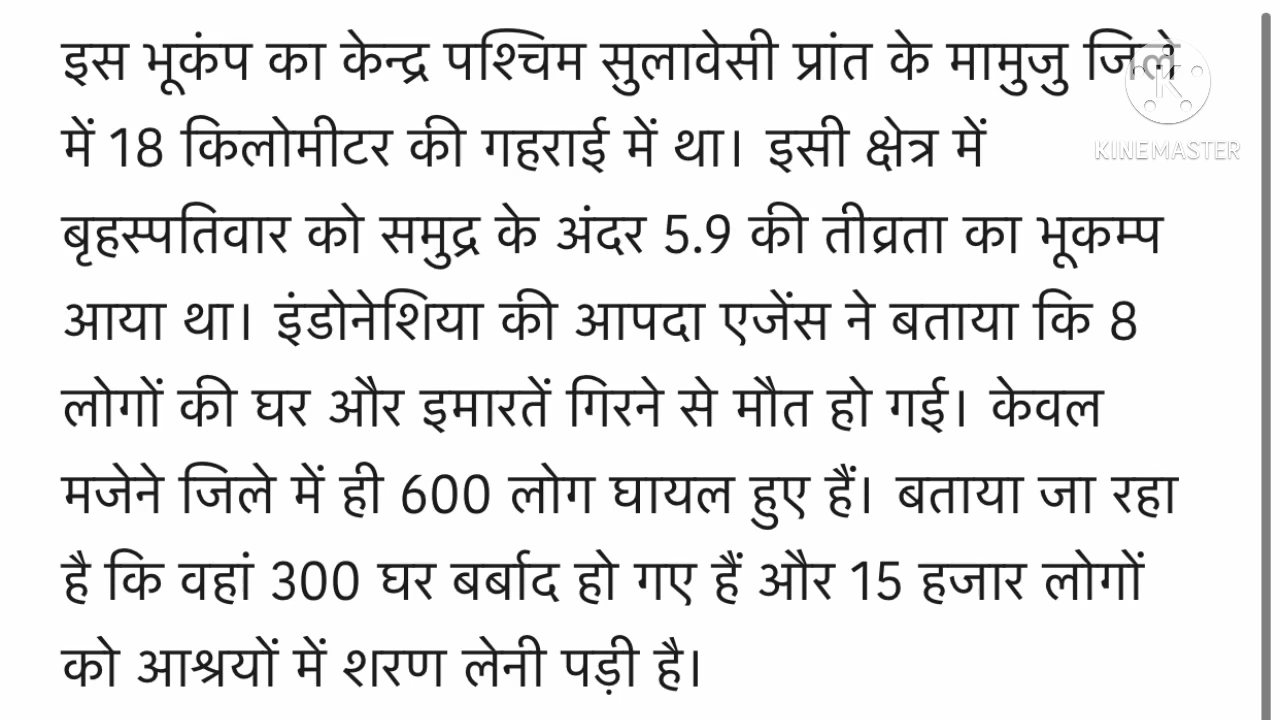 इस भूकंप का केन्द्र पश्चिम सुलावेसी प्रांत के मामुजु जिले
में 18 किलोमीटर की गहराई में था। इसी क्षेत्र में
KINEMASTER
बृहस्पतिवार को समुद्र के अंदर 5.9 की तीव्रता का भूकम्प
आया था। इंडोनेशिया की आपदा एजेंस ने बताया कि 8
लोगों की घर और इमारतें गिरने से मौत हो गई। केवल
मजेने जिले में ही 600 लोग घायल हुए हैं। बताया जा रहा
है कि वहां 300 घर बर्बाद हो गए हैं और 15 हजार लोगों
को आश्रयों में शरण लेनी पड़ी है।